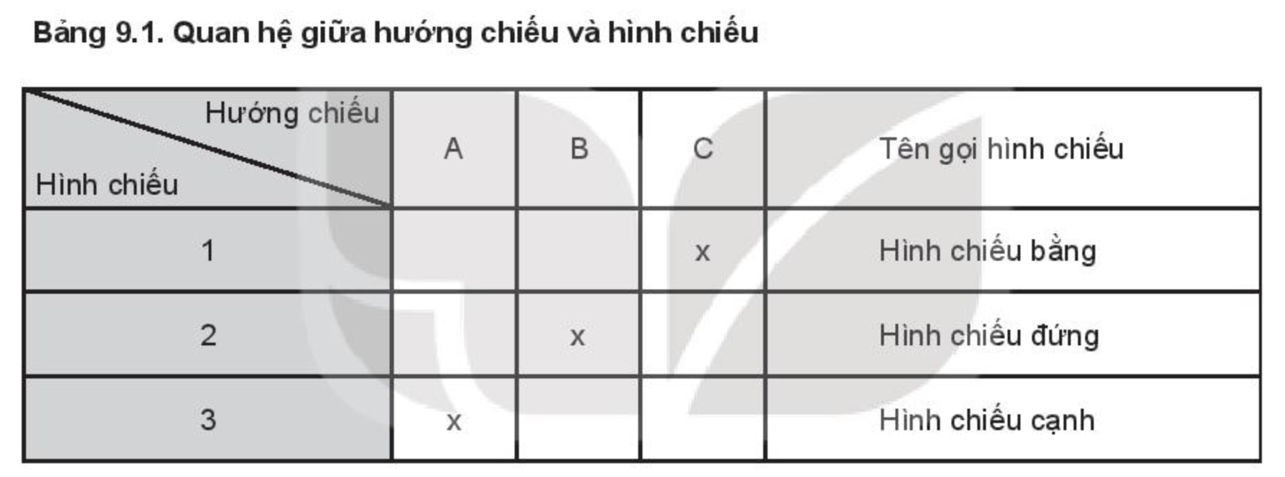 Bảng 9.1. Quan hệ giữa hướng chiếu và hình chiếu
Hướng chiếu
Hình chiếu
A B C Tên gọi hình chiếu
1 x Hình chiếu bằng
2 x Hình chiếu đứng
3 x Hình chiếu cạnh